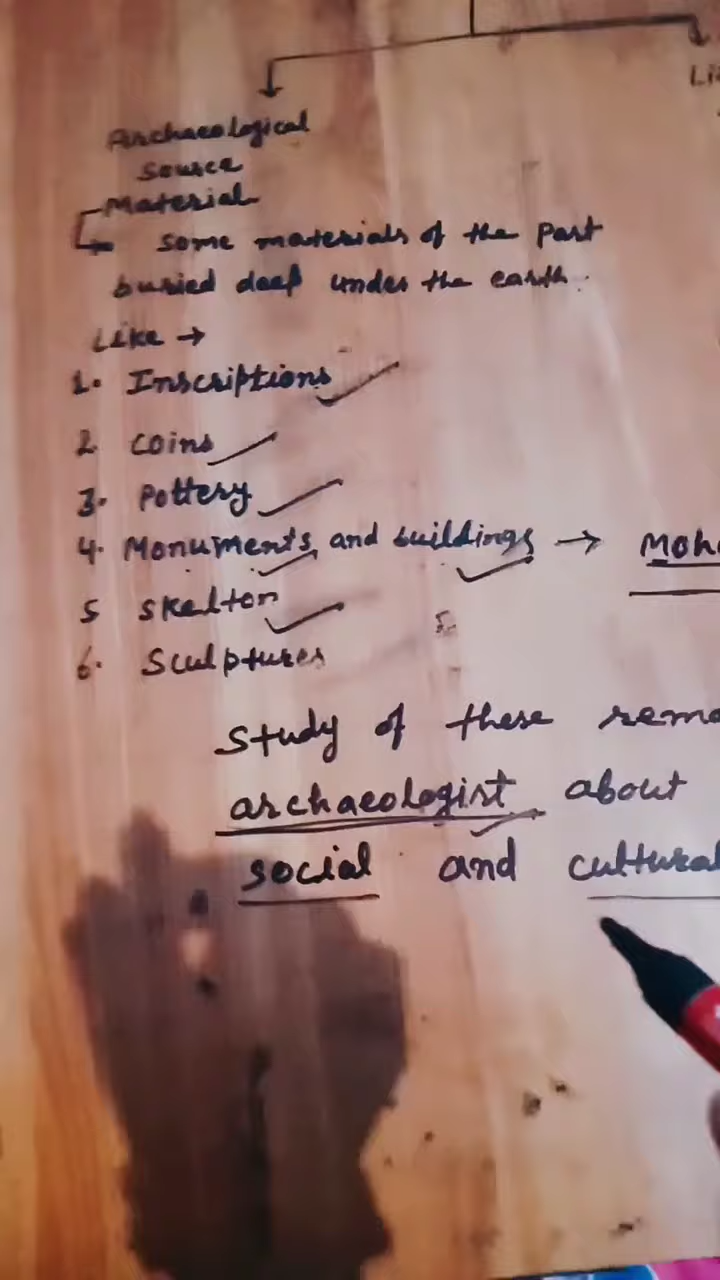 Archaeological
Source
Material
some materials of the Past
buried deep under the earth.
Like →
1. Inscriptions
2. coins
3. Pottery
4. Monuments and buildings →
5 Skelton
6. Sculptures
Study of these
archaeologist about
social and cultural